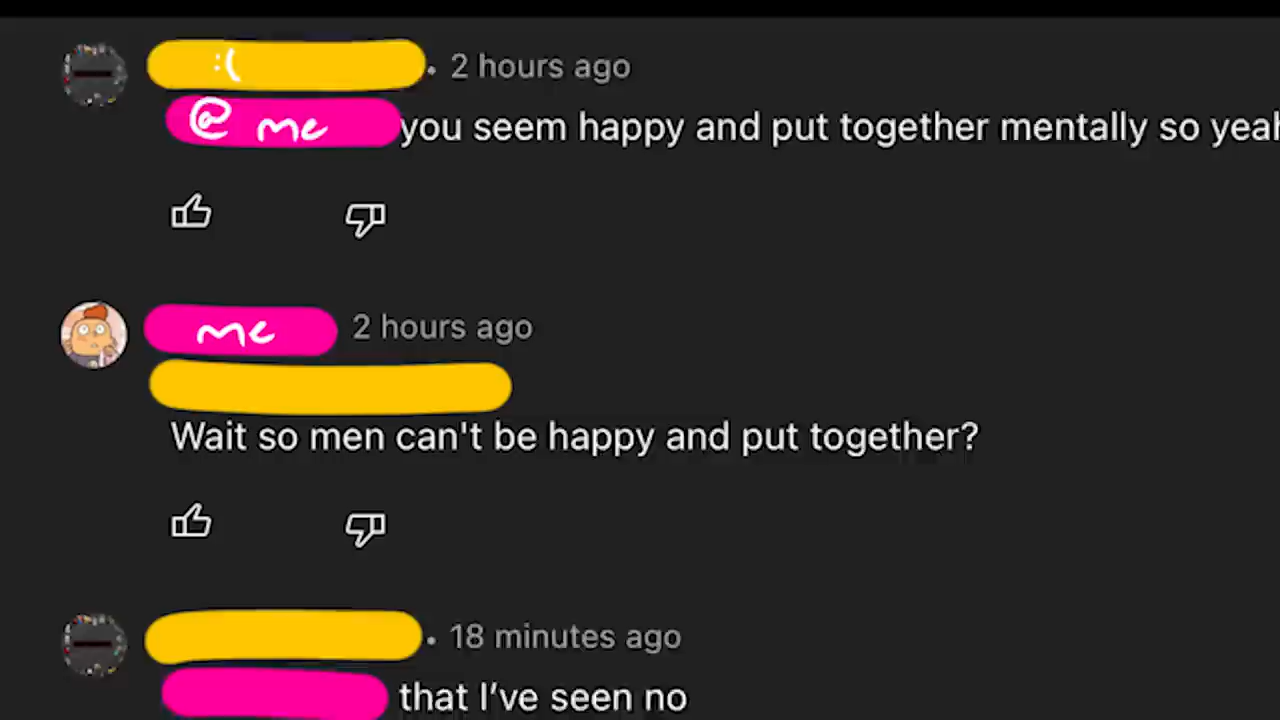 :( • 2 hours ago
@ me you seem happy and put together mentally so yeah
me 2 hours ago
Wait so men can't be happy and put together?
• 18 minutes ago
that I've seen no